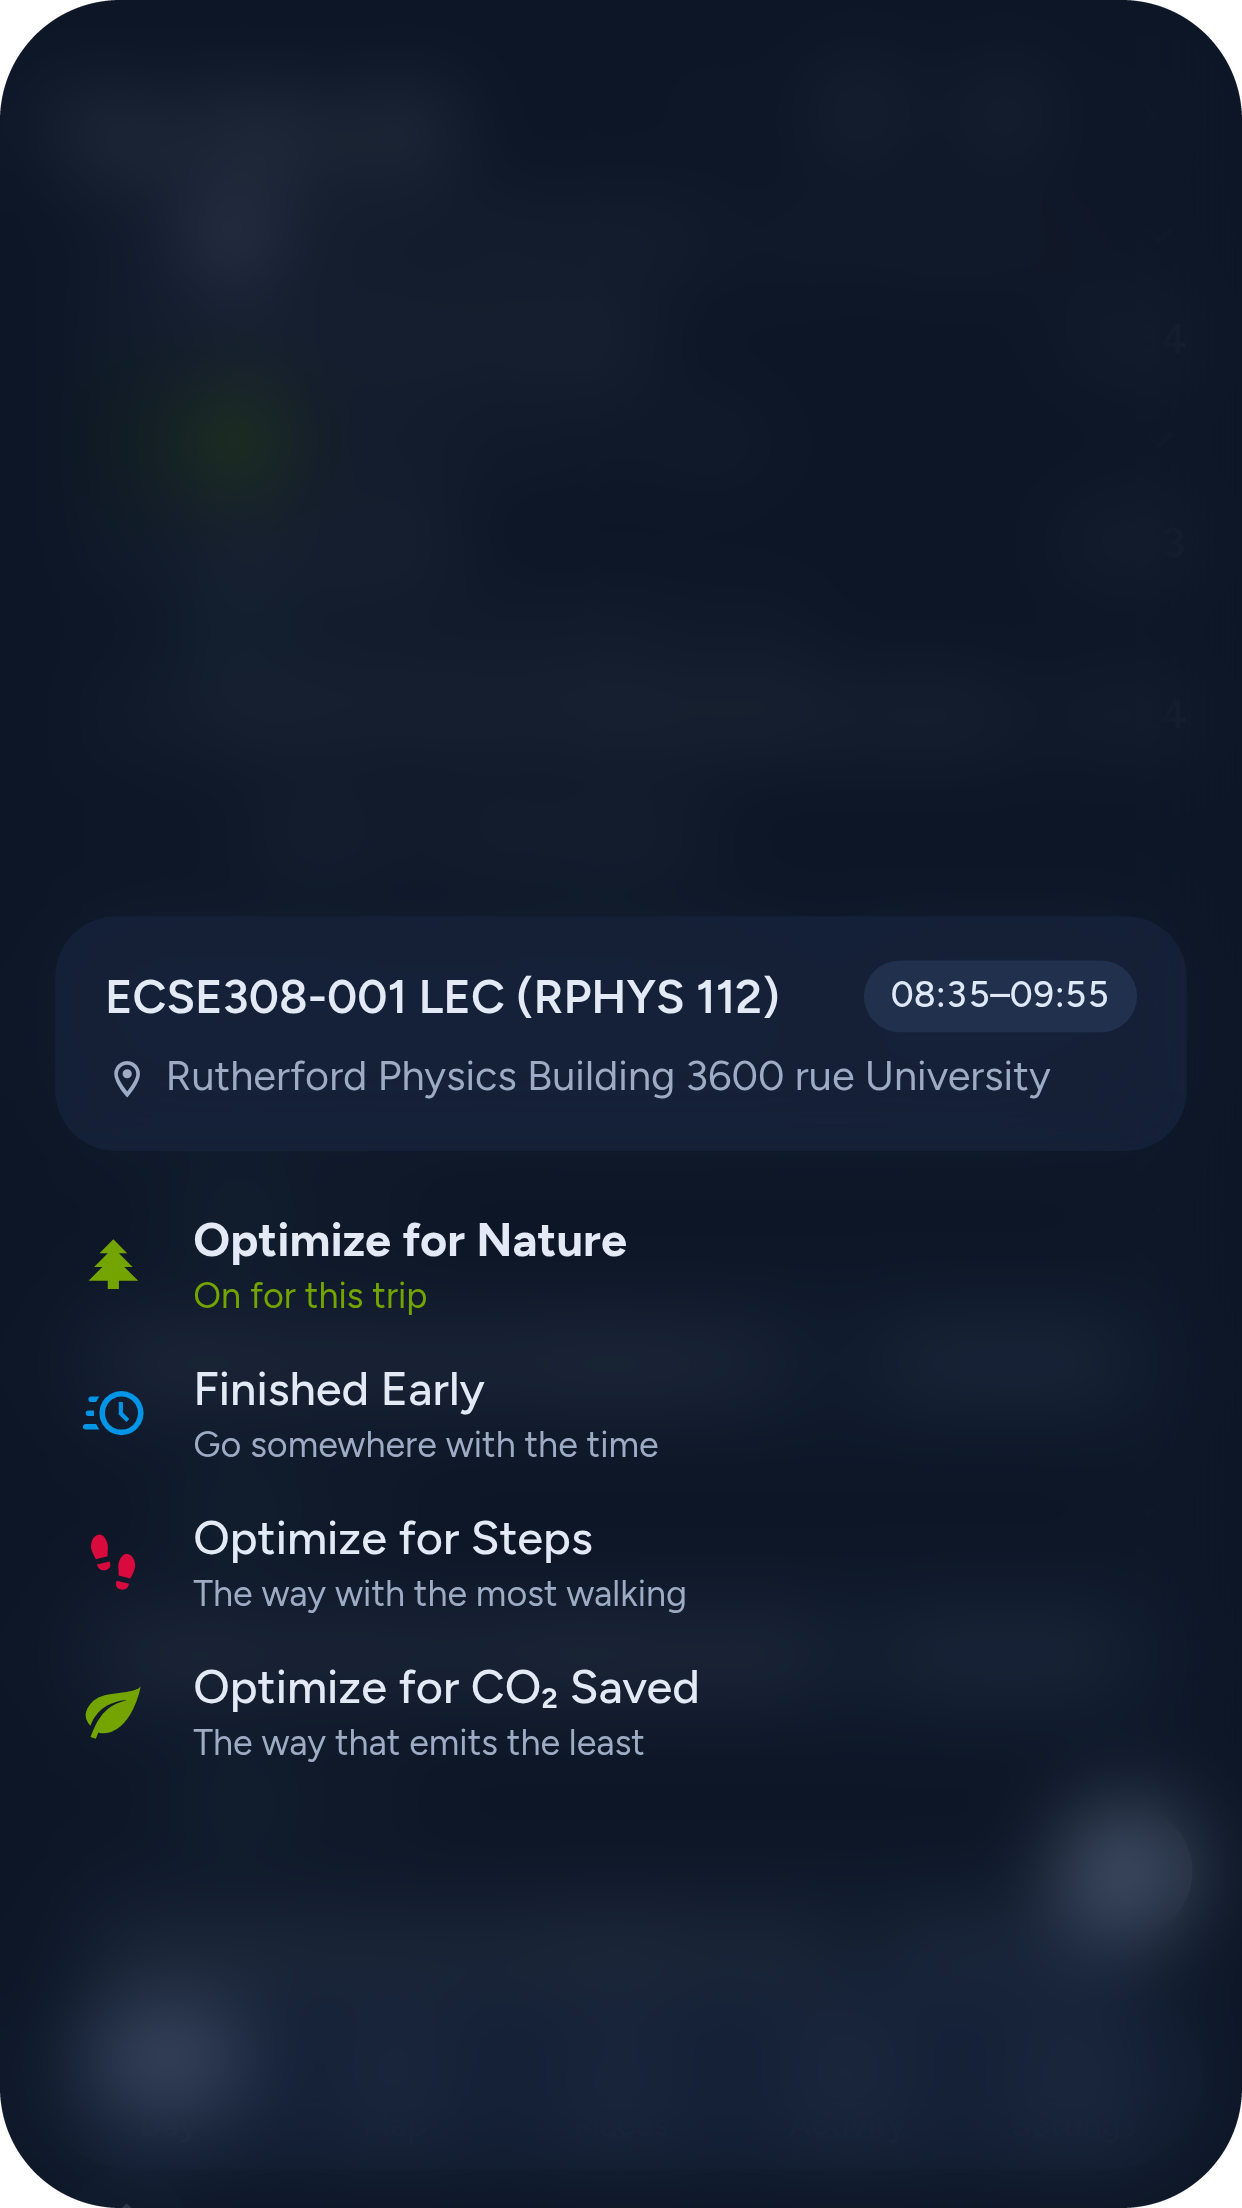 ECSE308-001 LEC (RPHYS 112)
08:35–09:55
Rutherford Physics Building 3600 rue University
Optimize for Nature
On for this trip
Finished Early
Go somewhere with the time
Optimize for Steps
The way with the most walking
Optimize for CO₂ Saved
The way that emits the least